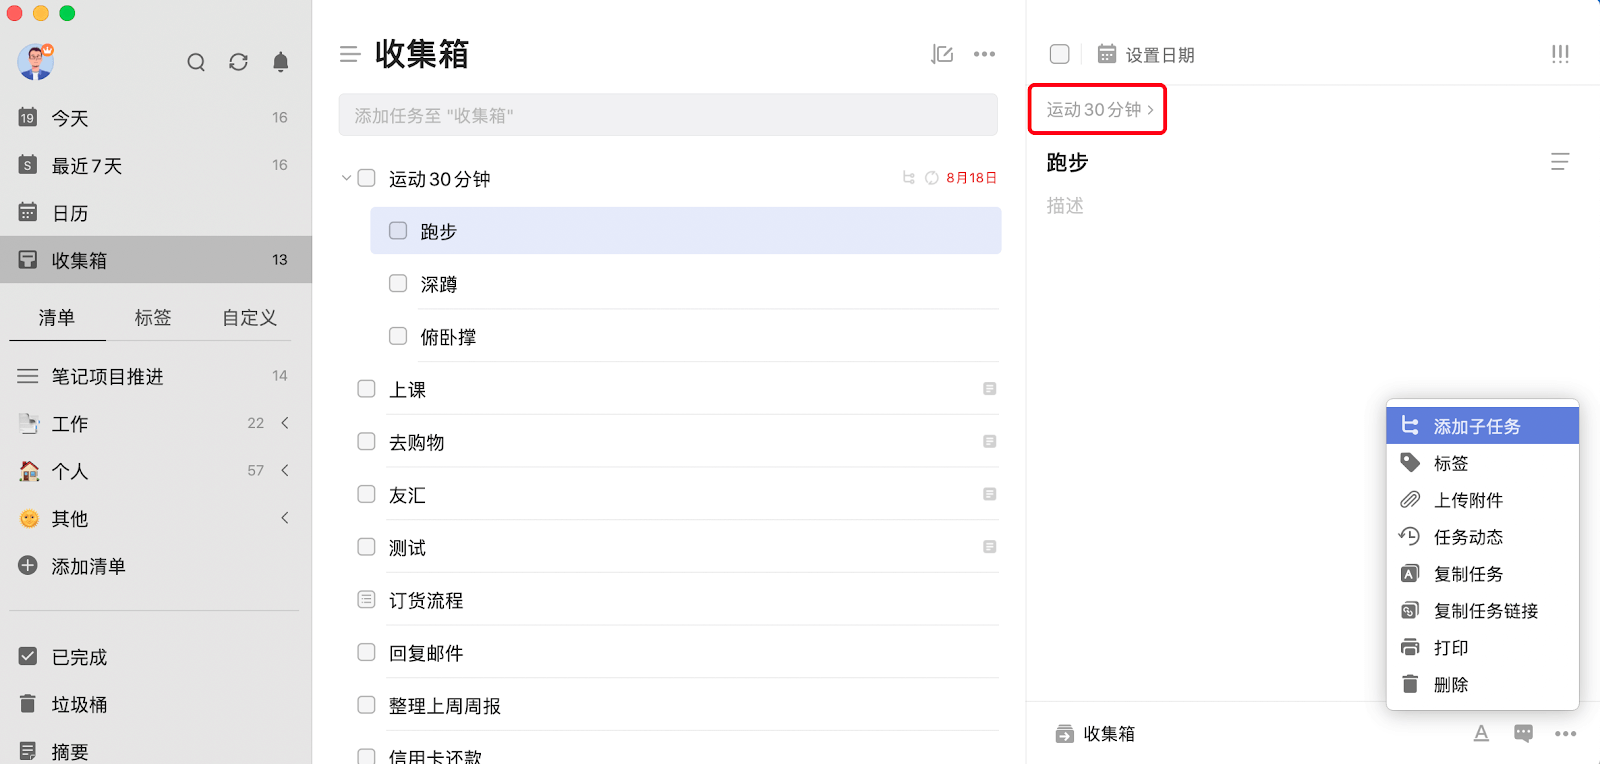 19 今天 16
S 最近7天 16
日历
收集箱 13
清单 标签 自定义
笔记项目推进 14
工作 22
个人 57
其他
添加清单
已完成
垃圾桶
摘要
收集箱
添加任务至 "收集箱"
运动30分钟 8月18日
跑步
深蹲
俯卧撑
上课
去购物
友汇
测试
订货流程
回复邮件
整理上周周报
信用卡还款
设置日期
运动30分钟 >
跑步
描述
添加子任务
标签
上传附件
任务动态
复制任务
复制任务链接
打印
删除
收集箱